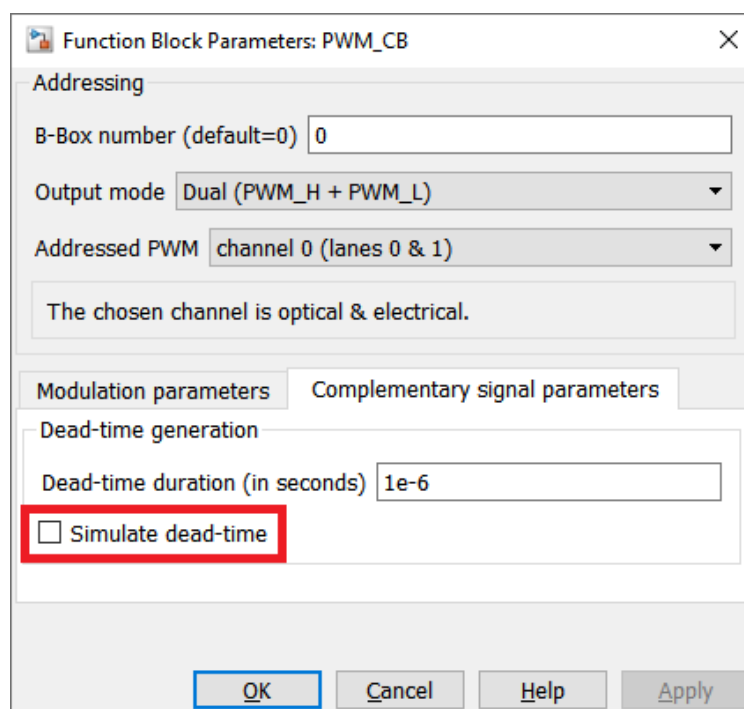 Function Block Parameters: PWM_CB
Addressing
B-Box number (default=0) 0
Output mode Dual (PWM_H + PWM_L)
Addressed PWM channel 0 (lanes 0 & 1)
The chosen channel is optical & electrical.
Modulation parameters Complementary signal parameters
Dead-time generation
Dead-time duration (in seconds) 1e-6
Simulate dead-time
OK Cancel Help Apply